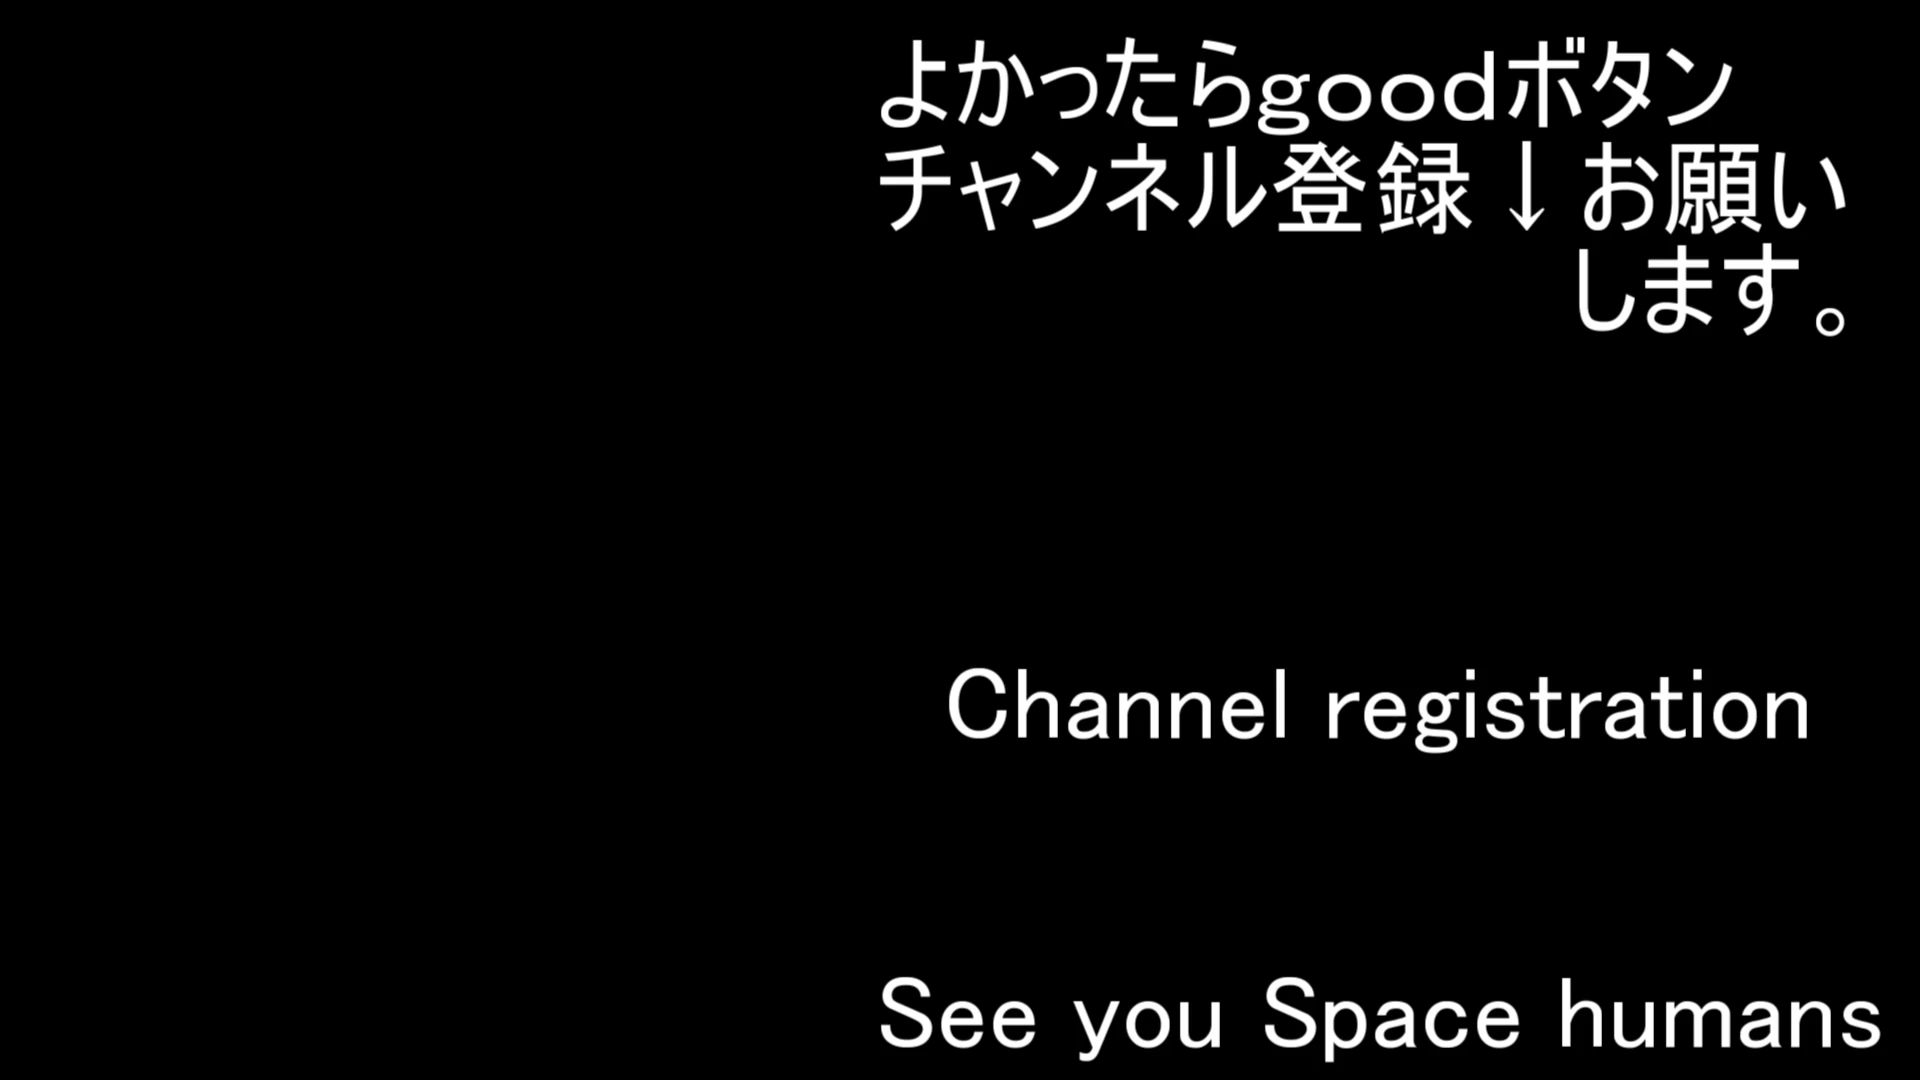 よかったらgoodボタン
チャンネル登録↓お願い
します。
Channel registration
See you Space humans